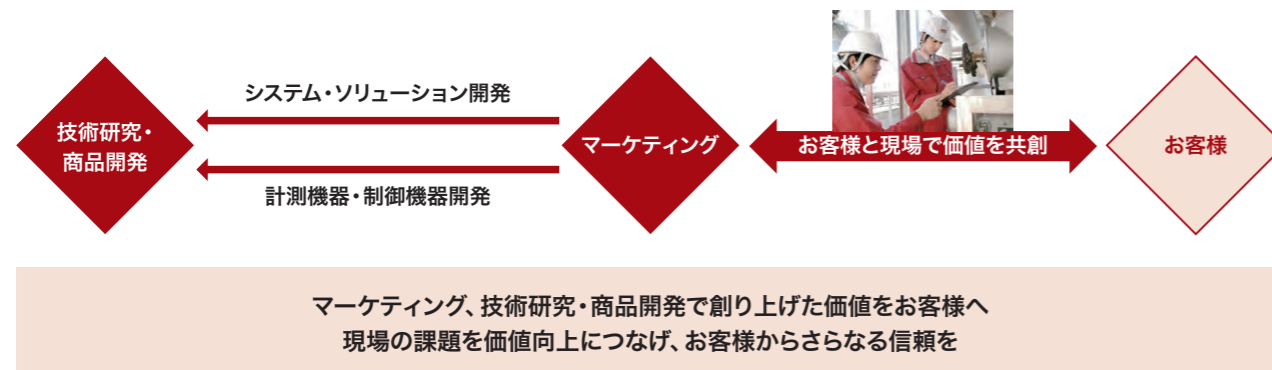 システム・ソリューション開発
技術研究・
商品開発
計測機器・制御機器開発
マーケティング
お客様と現場で価値を共創
お客様
マーケティング、技術研究・商品開発で創り上げた価値をお客様へ
現場の課題を価値向上につなげ、お客様からさらなる信頼を